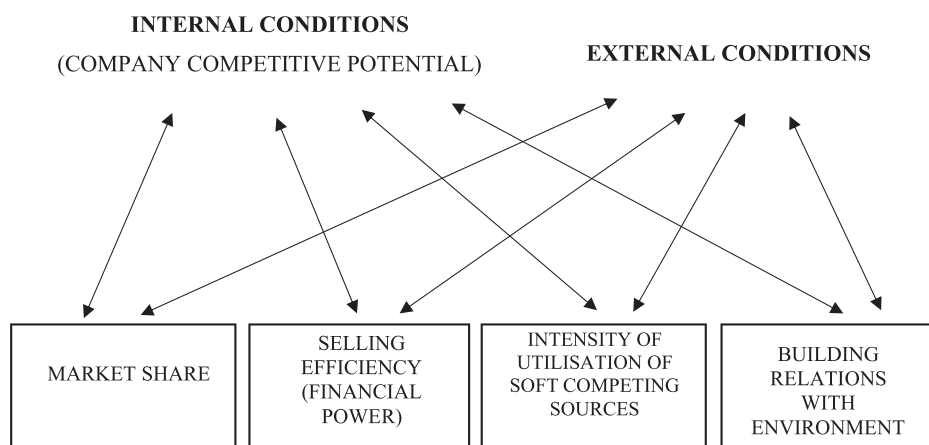 INTERNAL CONDITIONS
(COMPANY COMPETITIVE POTENTIAL)
EXTERNAL CONDITIONS
MARKET SHARE
SELLING
EFFICIENCY
(FINANCIAL
POWER)
INTENSITY OF
UTILISATION OF
SOFT COMPETING
SOURCES
BUILDING
RELATIONS
WITH
ENVIRONMENT